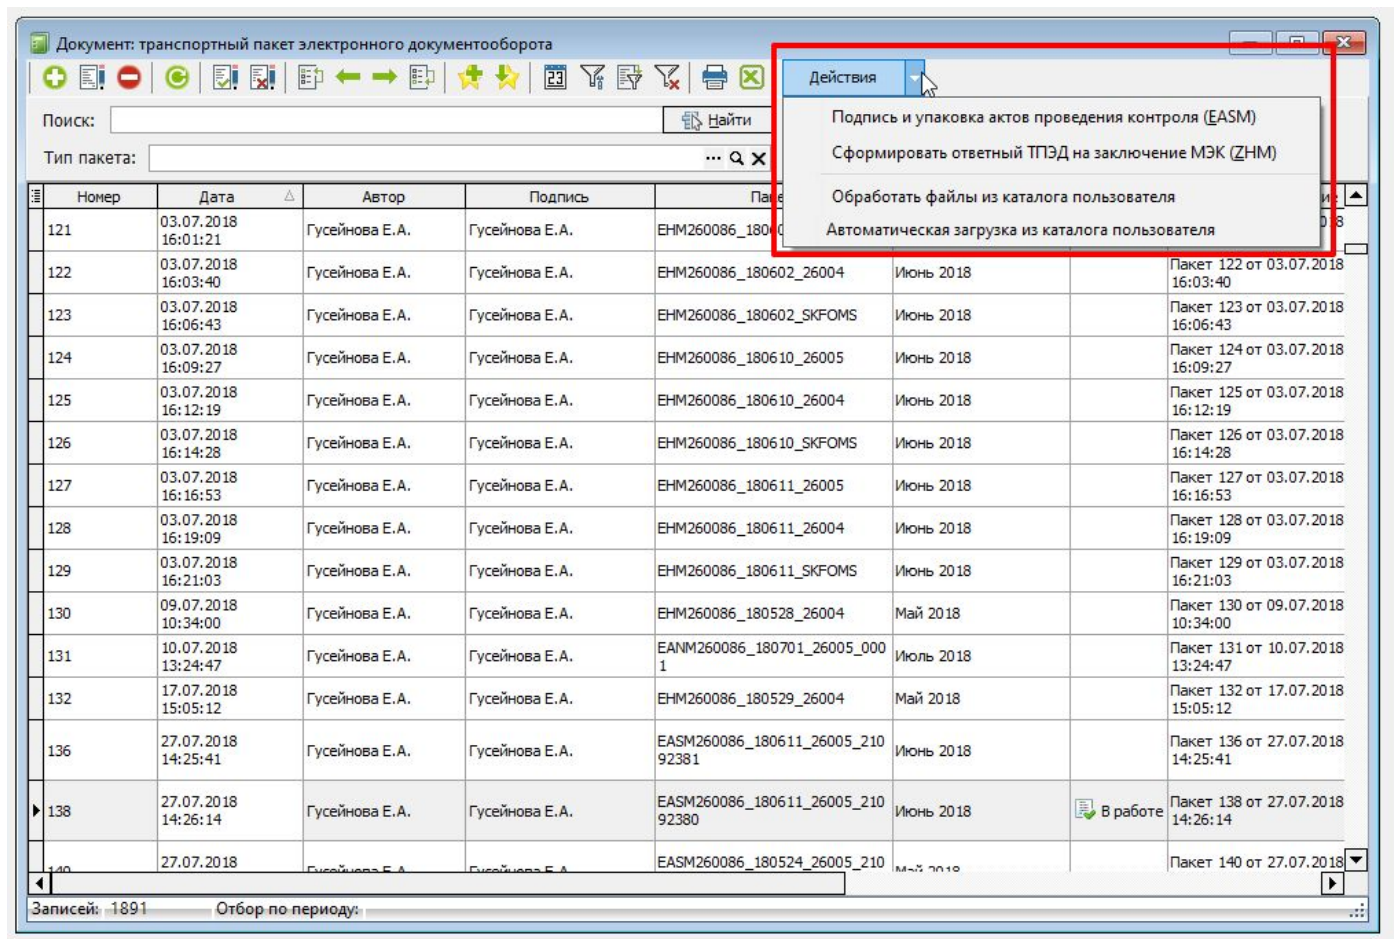 Документ: транспортный пакет электронного документооборота
23
Действия
Поиск:
Найти
Тип пакета:
Подпись и упаковка актов проведения контроля (EASM)
Сформировать ответный ТПЭД на заключение МЭК (ZHM)
Обработать файлы из каталога пользователя
Автоматическая загрузка из каталога пользователя
Номер Дата Автор Подпись
121 03.07.2018 16:01:21 Гусейнова Е.А. Гусейнова Е.А.
122 03.07.2018 16:03:40 Гусейнова Е.А. Гусейнова Е.А. EHM260086_180602_26004 Июнь 2018 Пакет 122 от 03.07.2018 16:03:40
123 03.07.2018 16:06:43 Гусейнова Е.А. Гусейнова Е.А. EHM260086_180602_SKFOMS Июнь 2018 Пакет 123 от 03.07.2018 16:06:43
124 03.07.2018 16:09:27 Гусейнова Е.А. Гусейнова Е.А. EHM260086_180610_26005 Июнь 2018 Пакет 124 от 03.07.2018 16:09:27
125 03.07.2018 16:12:19 Гусейнова Е.А. Гусейнова Е.А. EHM260086_180610_26004 Июнь 2018 Пакет 125 от 03.07.2018 16:12:19
126 03.07.2018 16:14:28 Гусейнова Е.А. Гусейнова Е.А. EHM260086_180610_SKFOMS Июнь 2018 Пакет 126 от 03.07.2018 16:14:28
127 03.07.2018 16:16:53 Гусейнова Е.А. Гусейнова Е.А. EHM260086_180611_26005 Июнь 2018 Пакет 127 от 03.07.2018 16:16:53
128 03.07.2018 16:19:09 Гусейнова Е.А. Гусейнова Е.А. EHM260086_180611_26004 Июнь 2018 Пакет 128 от 03.07.2018 16:19:09
129 03.07.2018 16:21:03 Гусейнова Е.А. Гусейнова Е.А. EHM260086_180611_SKFOMS Июнь 2018 Пакет 129 от 03.07.2018 16:21:03
130 09.07.2018 10:34:00 Гусейнова Е.А. Гусейнова Е.А. EHM260086_180528_26004 Май 2018 Пакет 130 от 09.07.2018 10:34:00
131 10.07.2018 13:24:47 Гусейнова Е.А. Гусейнова Е.А. EANM260086_180701_26005_0001 Июль 2018 Пакет 131 от 10.07.2018 13:24:47
132 17.07.2018 15:05:12 Гусейнова Е.А. Гусейнова Е.А. EHM260086_180529_26004 Май 2018 Пакет 132 от 17.07.2018 15:05:12
136 27.07.2018 14:25:41 Гусейнова Е.А. Гусейнова Е.А. EASM260086_180611_26005_21092381 Июнь 2018 Пакет 136 от 27.07.2018 14:25:41
138 27.07.2018 14:26:14 Гусейнова Е.А. Гусейнова Е.А. EASM260086_180611_26005_21092380 Июнь 2018 В работе Пакет 138 от 27.07.2018 14:26:14
140 27.07.2018 Гусейнова Е.А. Гусейнова Е.А. EASM260086_180524_26005_210 Май 2018 Пакет 140 от 27.07.2018
Записей: 1891 Отбор по периоду: